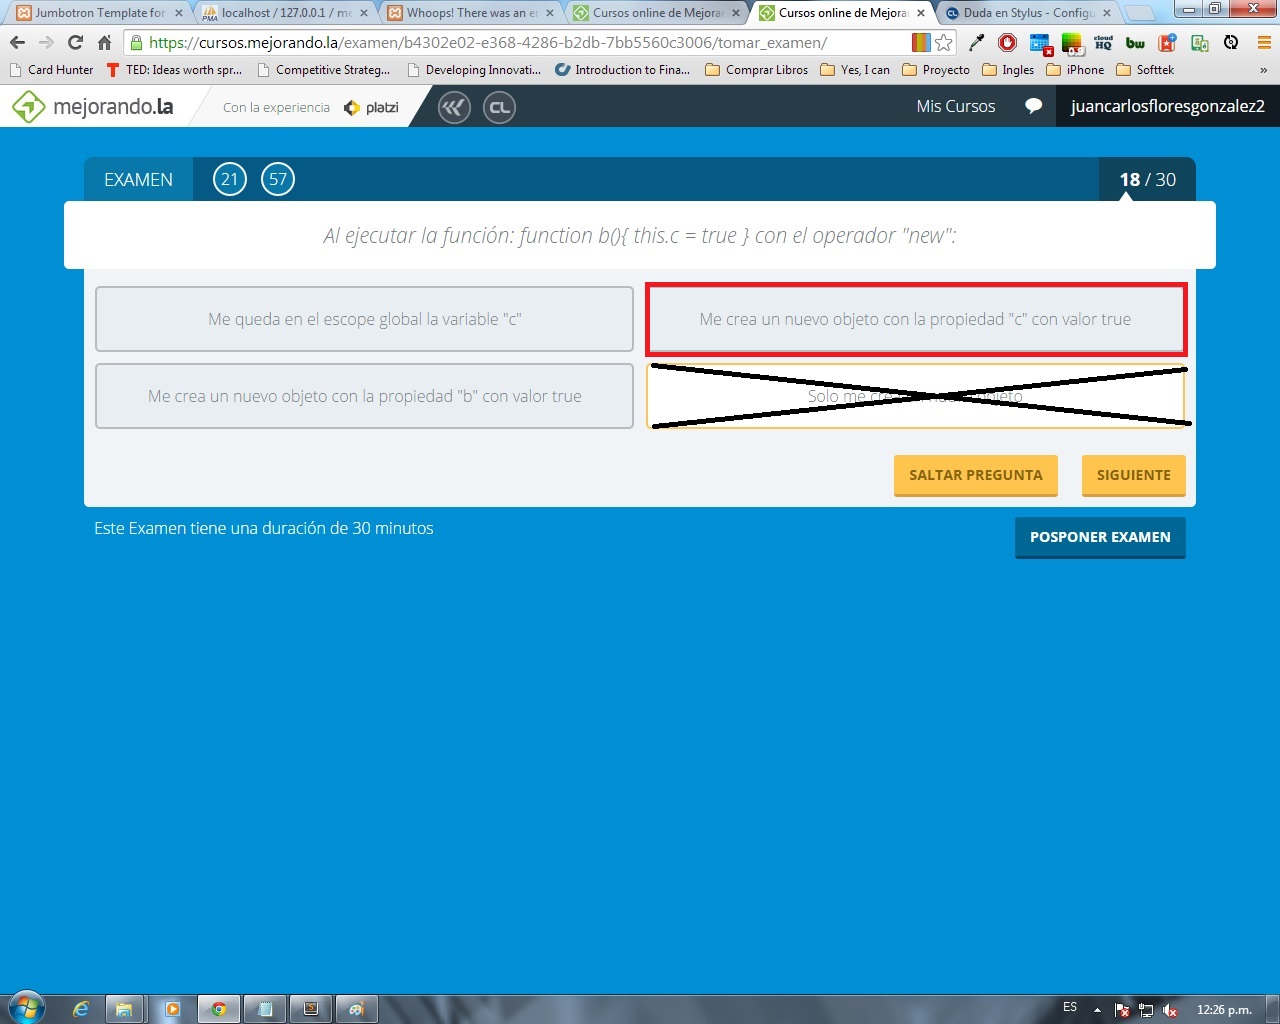 Jumbotron Template for
localhost / 127.0.0.1 / me
Whoops! There was an er
Cursos online de Mejora
Cursos online de Mejora
Duda en Stylus - Configu
https://cursos.mejorando.la/examen/b4302e02-e368-4286-b2db-7bb5560c3006/tomar_examen/
Card Hunter
TED: Ideas worth spr...
Competitive Strateg...
Developing Innovati...
Introduction to Fina...
Comprar Libros
Yes, I can
Proyecto
Ingles
iPhone
Softtek
»
mejorando.la
Con la experiencia
platzi
CL
Mis Cursos
juancarlosfloresgonzalez2
EXAMEN
21
57
18 / 30
Al ejecutar la función: function b(){ this.c = true } con el operador "new":
Me queda en el escope global la variable "c"
Me crea un nuevo objeto con la propiedad "c" con valor true
Me crea un nuevo objeto con la propiedad "b" con valor true
Solo me objeto
SALTAR PREGUNTA
SIGUIENTE
Este Examen tiene una duración de 30 minutos
POSPONER EXAMEN
ES
12:26 p.m.